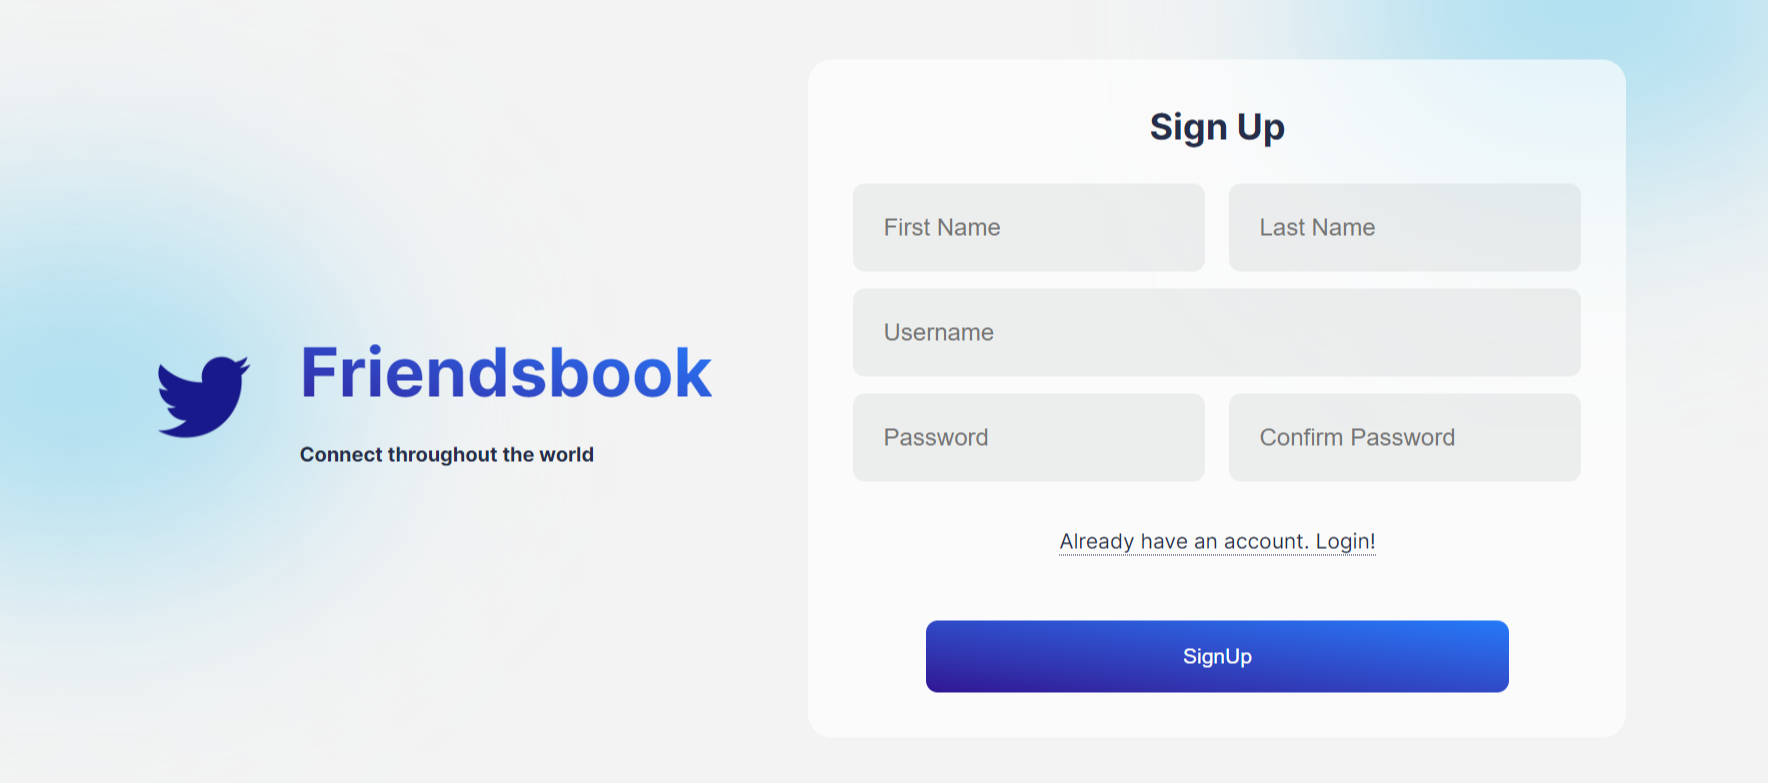 Friendsbook
Connect throughout the world
Sign Up
First Name
Last Name
Username
Password
Confirm Password
Already have an account. Login!
SignUp